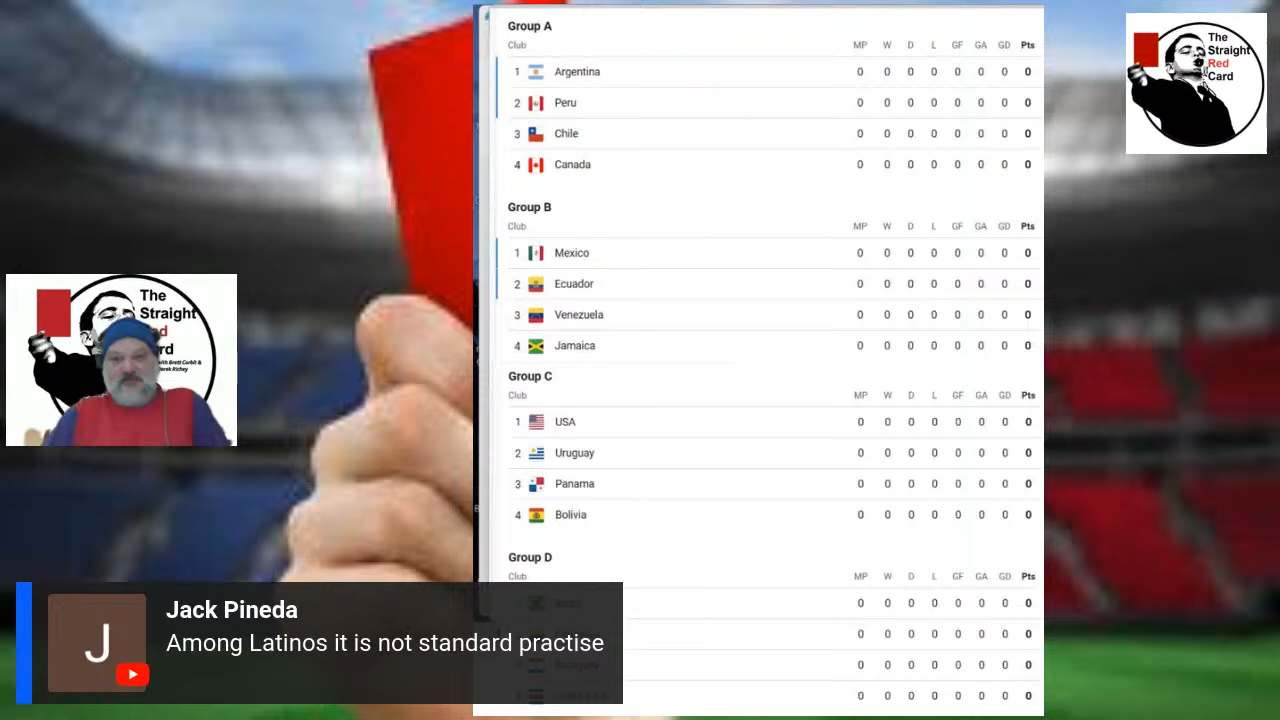 Group A
Club MP W D L GF GA GD Pts
1 Argentina 0 0 0 0 0 0 0 0
2 Peru 0 0 0 0 0 0 0 0
3 Chile 0 0 0 0 0 0 0 0
4 Canada 0 0 0 0 0 0 0 0
Group B
Club MP W D L GF GA GD Pts
1 Mexico 0 0 0 0 0 0 0 0
2 Ecuador 0 0 0 0 0 0 0 0
3 Venezuela 0 0 0 0 0 0 0 0
4 Jamaica 0 0 0 0 0 0 0 0
Group C
Club MP W D L GF GA GD Pts
1 USA 0 0 0 0 0 0 0 0
2 Uruguay 0 0 0 0 0 0 0 0
3 Panama 0 0 0 0 0 0 0 0
4 Bolivia 0 0 0 0 0 0 0 0
Group D
Club MP W D L GF GA GD Pts
Brazil 0 0 0 0 0 0 0 0
0 0 0 0 0 0 0 0
Paraguay 0 0 0 0 0 0 0 0
0 0 0 0 0 0 0 0
The
Straight
Red
Card
The
Straight
with Brett Corbit &
Derek Richey
J
Jack Pineda
Among Latinos it is not standard practise